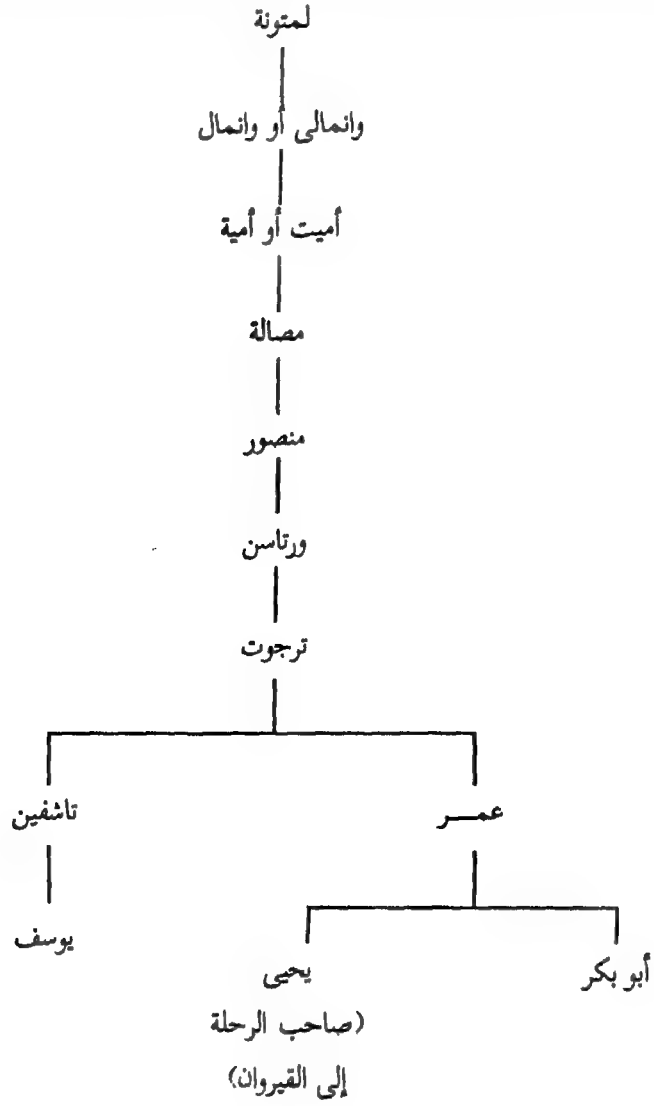 لمتونة
وانمالى أو وانمال
أميت أو أمية
مصالة
منصور
ورتاسن
ترجوت
عمـــر
تاشفين
أبو بكر
يحيى
(صاحب الرحلة
إلى القيروان)
يوسف